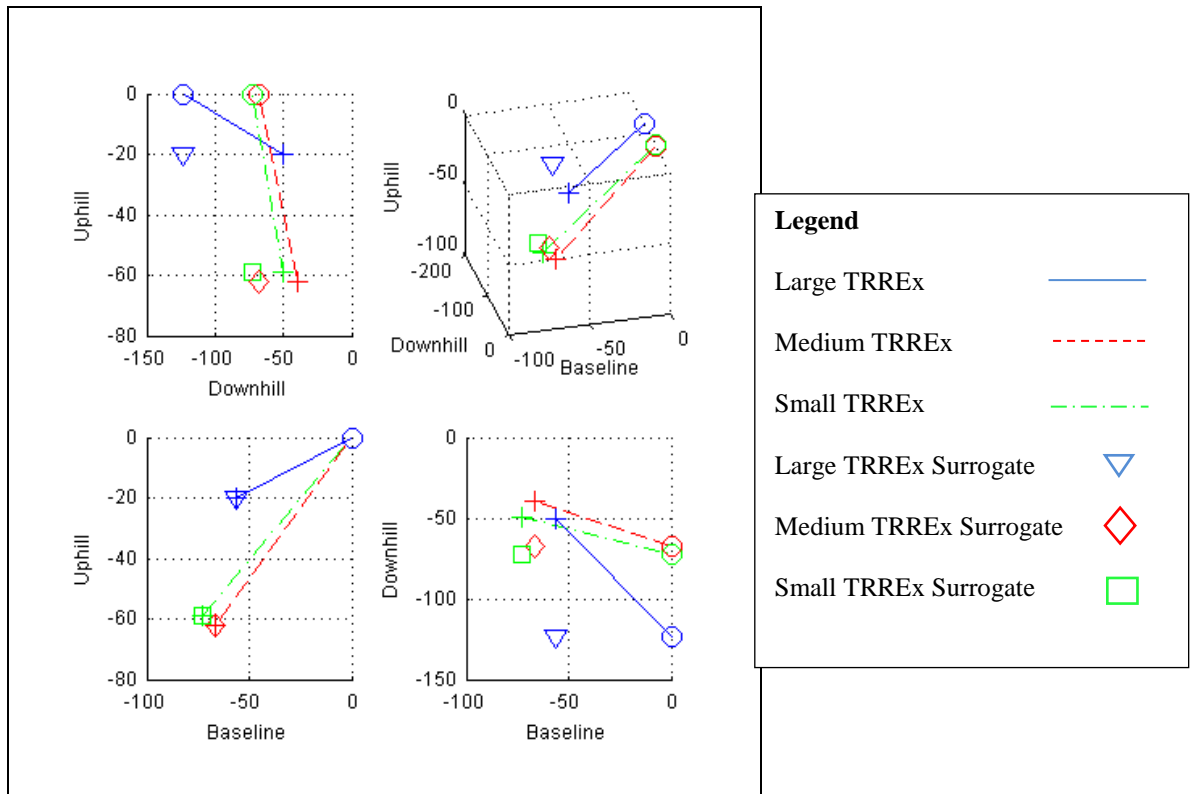 0
-20
-40
-60
-80
-150
-100
-50
0
Uphill
Downhill
0
-50
-100
-200
-100
0
-100
-50
0
Uphill
Downhill
Baseline
0
-20
-40
-60
-80
-100
-50
0
Uphill
Baseline
0
-50
-100
-150
-100
-50
0
Downhill
Baseline
Legend
Large TRREx
Medium TRREx
Small TRREx
Large TRREx Surrogate
Medium TRREx Surrogate
Small TRREx Surrogate